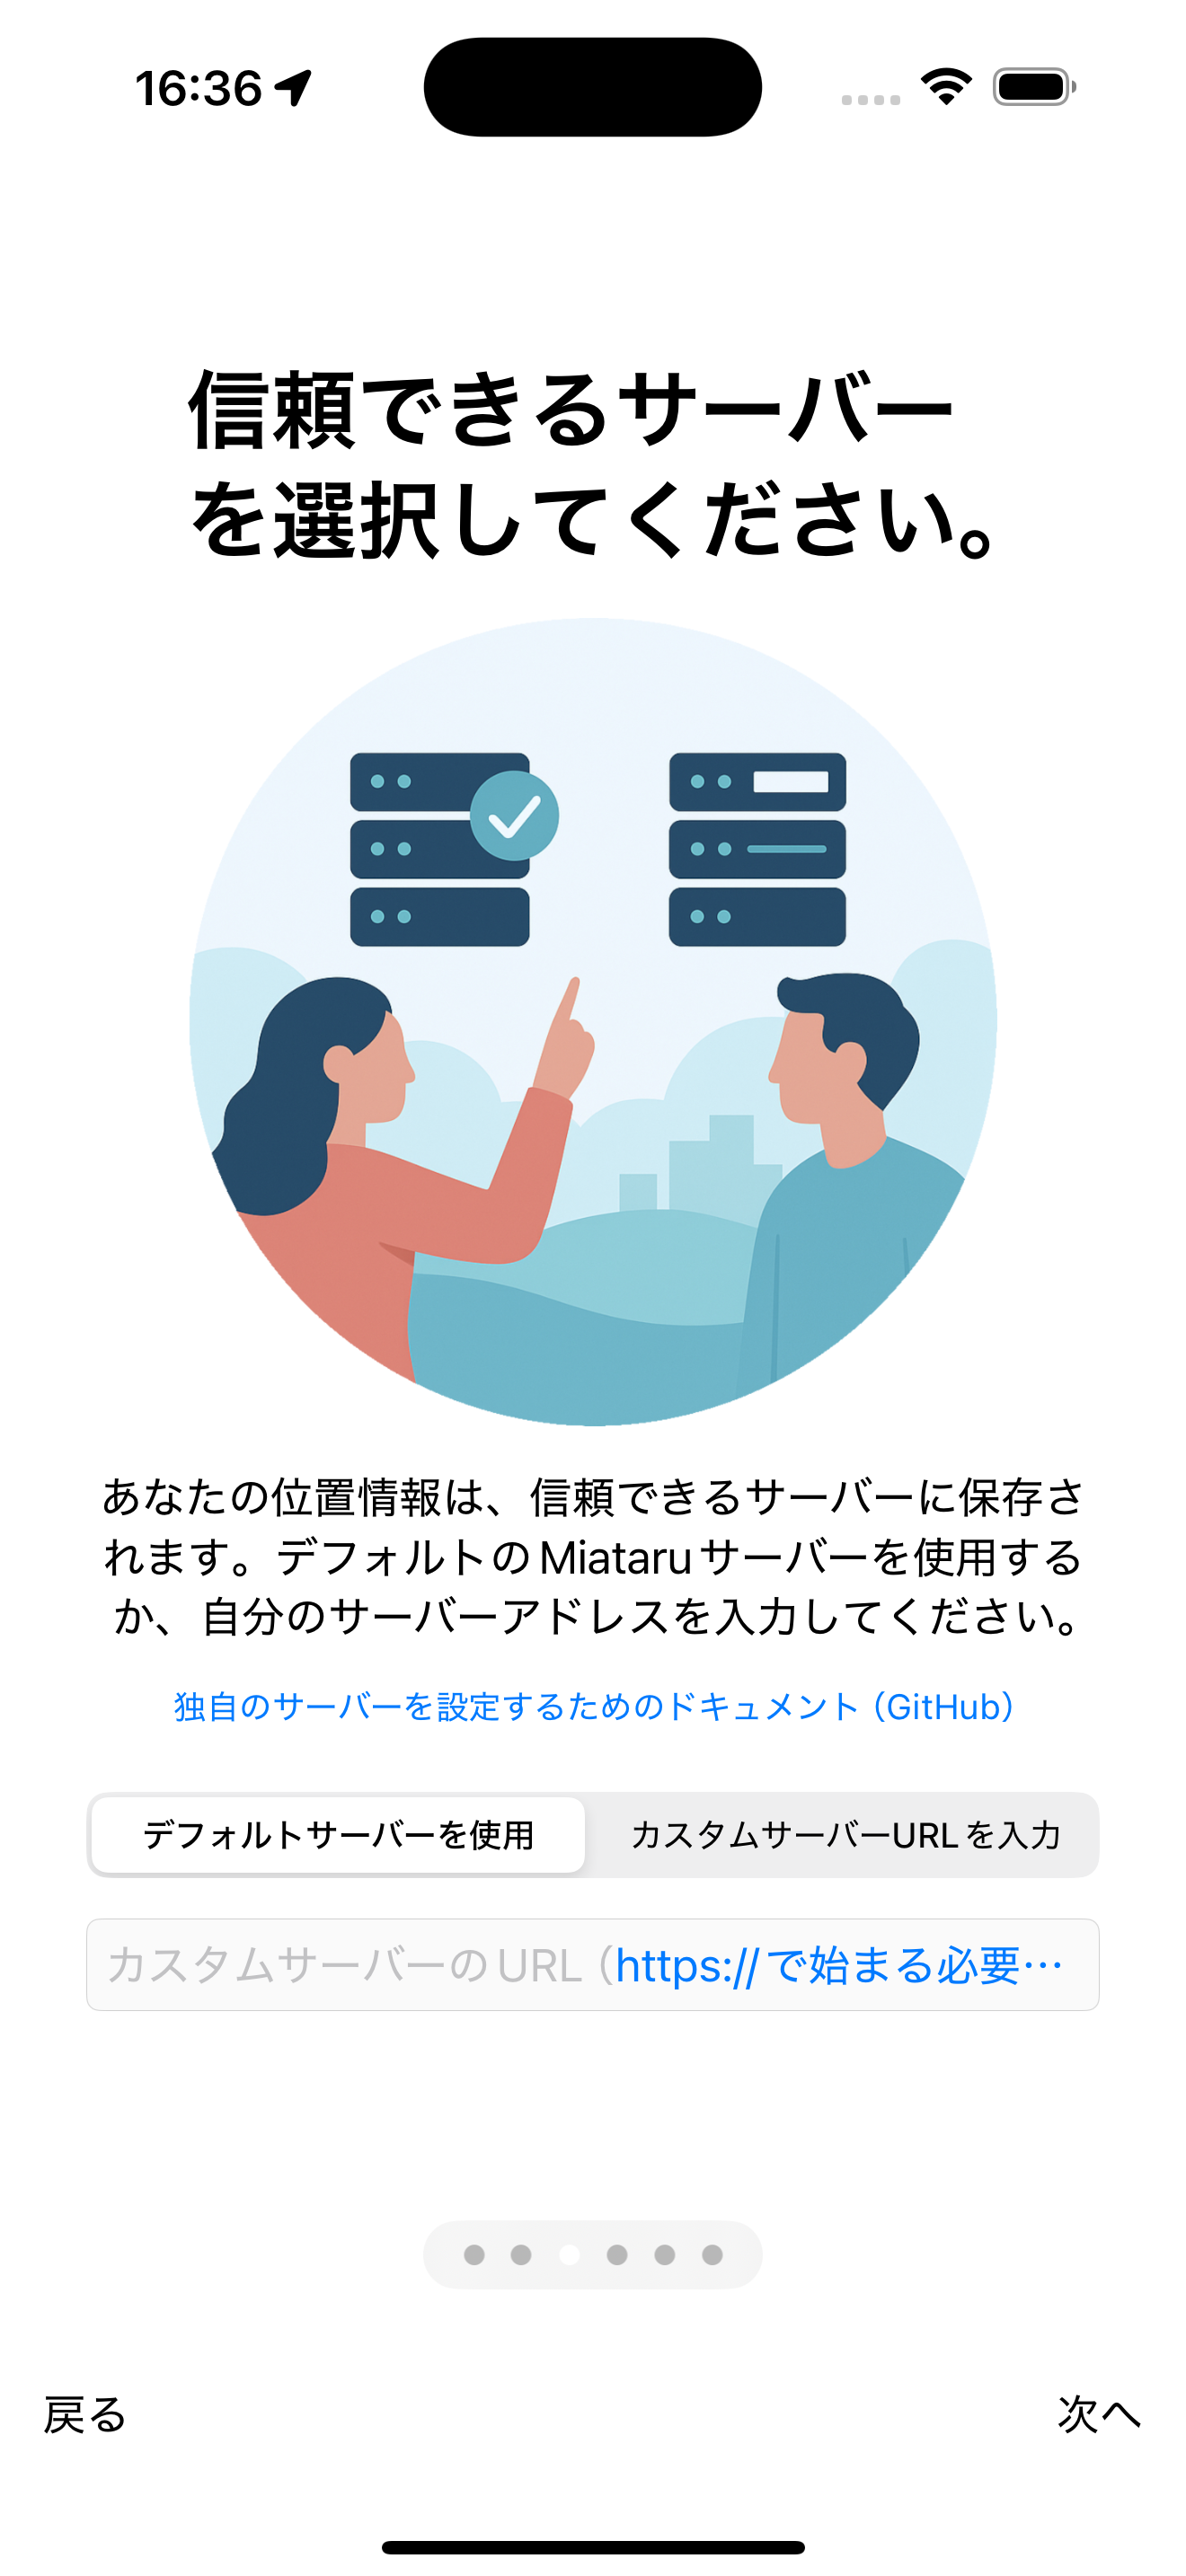 16:36
信頼できるサーバー
を選択してください。
あなたの位置情報は、信頼できるサーバーに保存さ
れます。デフォルトのMiataruサーバーを使用する
か、自分のサーバーアドレスを入力してください。
独自のサーバーを設定するためのドキュメント（GitHub）
デフォルトサーバーを使用
カスタムサーバーURLを入力
カスタムサーバーのURL（https://で始まる必要…
戻る
次へ